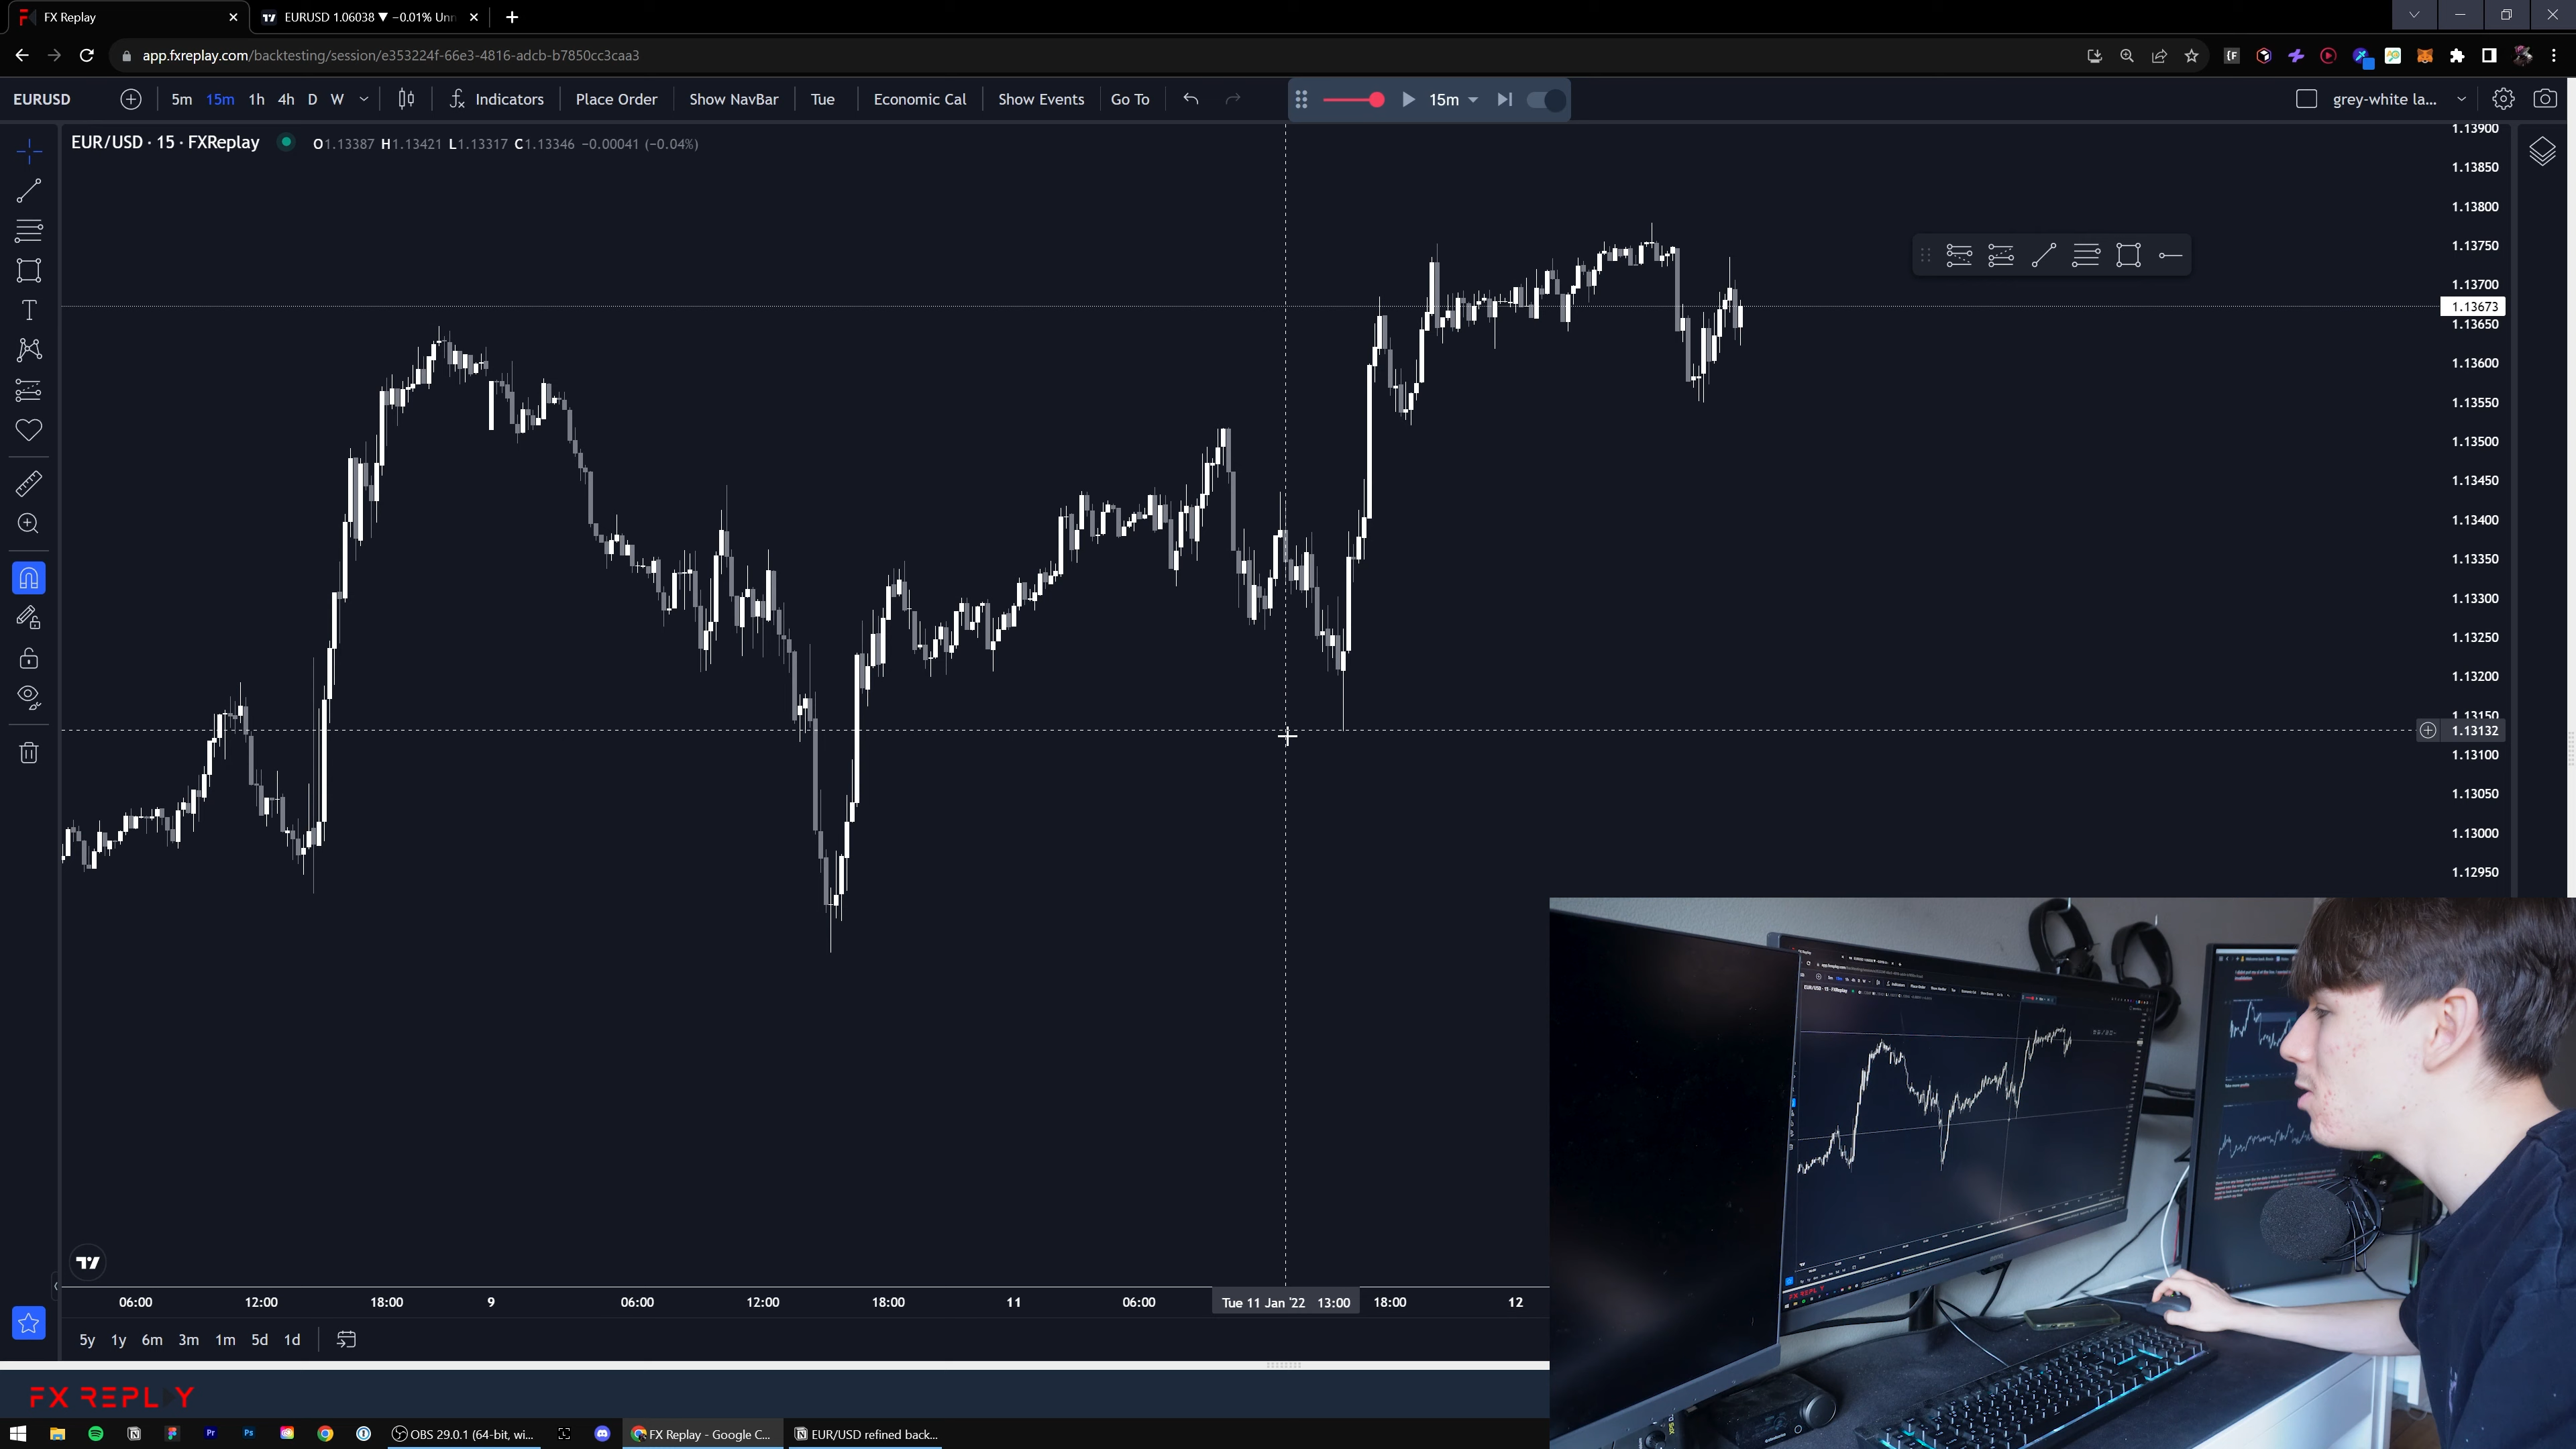 FX Replay
EURUSD 1.06038 ▼ −0.01% Unn
app.fxreplay.com/backtesting/session/e353224f-66e3-4816-adcb-b7850cc3caa3
EURUSD 5m 15m 1h 4h D W Indicators Place Order Show NavBar Tue Economic Cal Show Events Go To 15m grey-white la...
EUR/USD · 15 · FXReplay O1.13387 H1.13421 L1.13317 C1.13346 −0.00041 (−0.04%)
1.13900
1.13850
1.13800
1.13750
1.13700
1.13673
1.13650
1.13600
1.13550
1.13500
1.13450
1.13400
1.13350
1.13300
1.13250
1.13200
1.13150
1.13132
1.13100
1.13050
1.13000
1.12950
06:00 12:00 18:00 9 06:00 12:00 18:00 11 06:00 Tue 11 Jan '22 13:00 18:00 12
5y 1y 6m 3m 1m 5d 1d
FX REPLAY
OBS 29.0.1 (64-bit, wi... FX Replay - Google C... EUR/USD refined back...